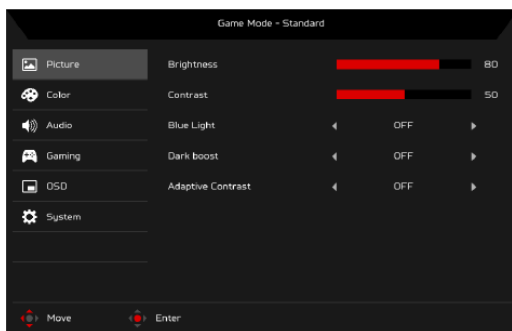 Game Mode - Standard
Picture
Brightness 80
Color
Contrast 50
Audio
Blue Light OFF
Gaming
Dark boost OFF
OSD
Adaptive Contrast OFF
System
Move Enter